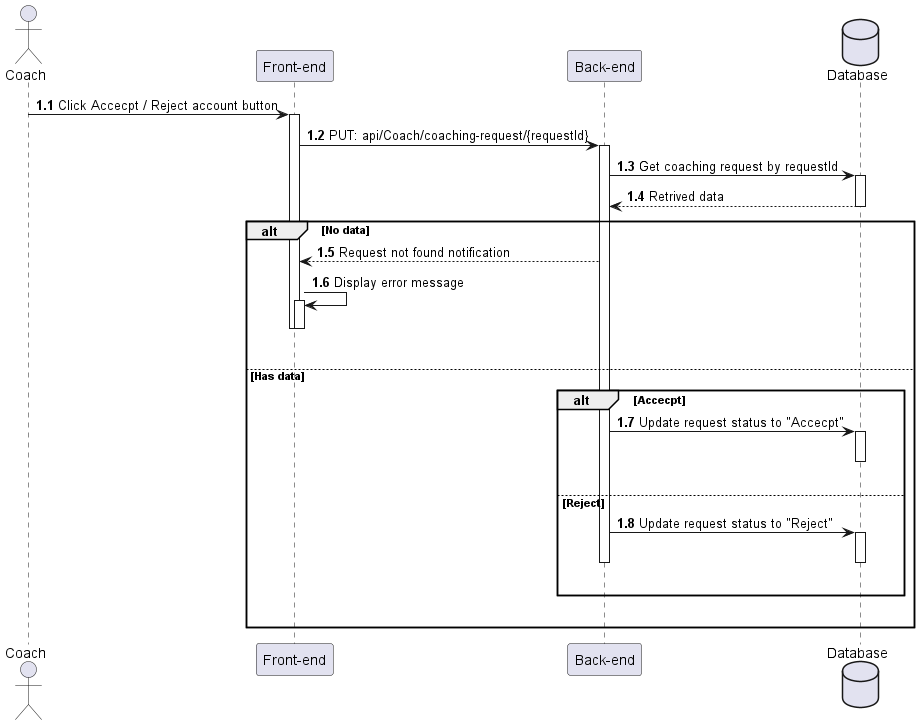 Coach
Front-end
Back-end
Database
1.1 Click Accecpt / Reject account button
1.2 PUT: api/Coach/coaching-request/{requestId}
1.3 Get coaching request by requestId
1.4 Retrived data
alt [No data]
1.5 Request not found notification
1.6 Display error message
[Has data]
alt [Accecpt]
1.7 Update request status to "Accecpt"
[Reject]
1.8 Update request status to "Reject"
Coach
Front-end
Back-end
Database